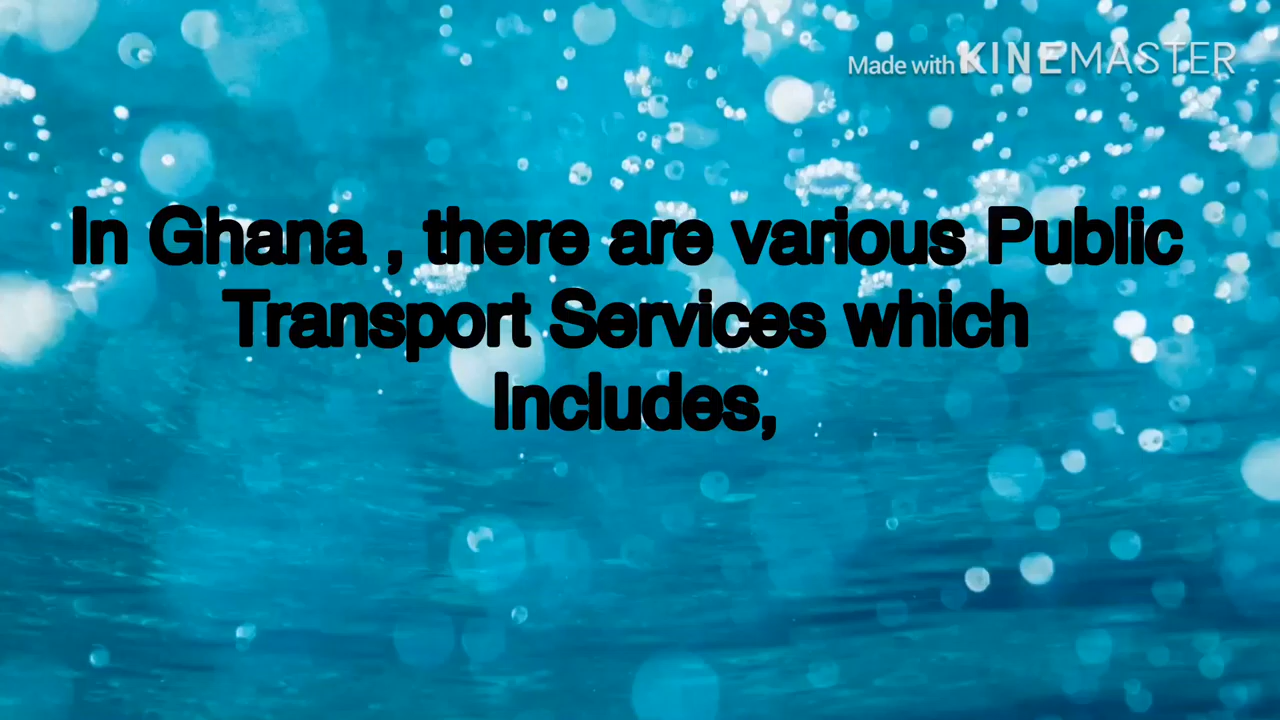 Made with KINEMASTER
In Ghana , there are various Public
Transport Services which
Includes,